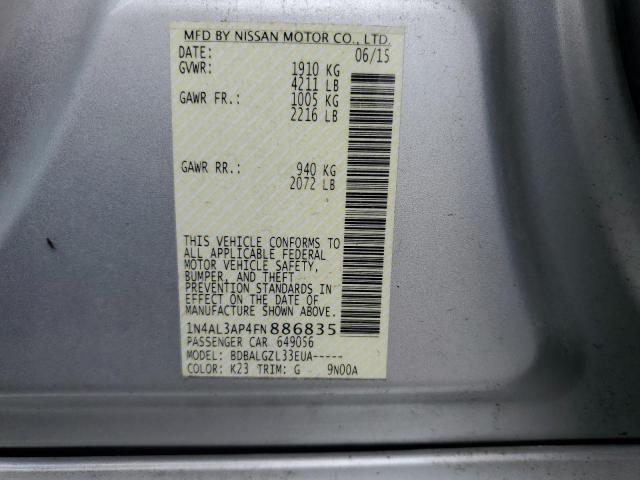 MFD BY NISSAN MOTOR CO., LTD.
DATE: 06/15
GVWR: 1910 KG
4211 LB
GAWR FR.: 1005 KG
2216 LB
GAWR RR.: 940 KG
2072 LB
THIS VEHICLE CONFORMS TO
ALL APPLICABLE FEDERAL
MOTOR VEHICLE SAFETY,
BUMPER, AND THEFT
PREVENTION STANDARDS IN
EFFECT ON THE DATE OF
MANUFACTURE SHOWN ABOVE.
1N4AL3AP4FN886835
PASSENGER CAR 649056
MODEL: BDBALGZL33EUA-----
COLOR: K23 TRIM: G 9N00A